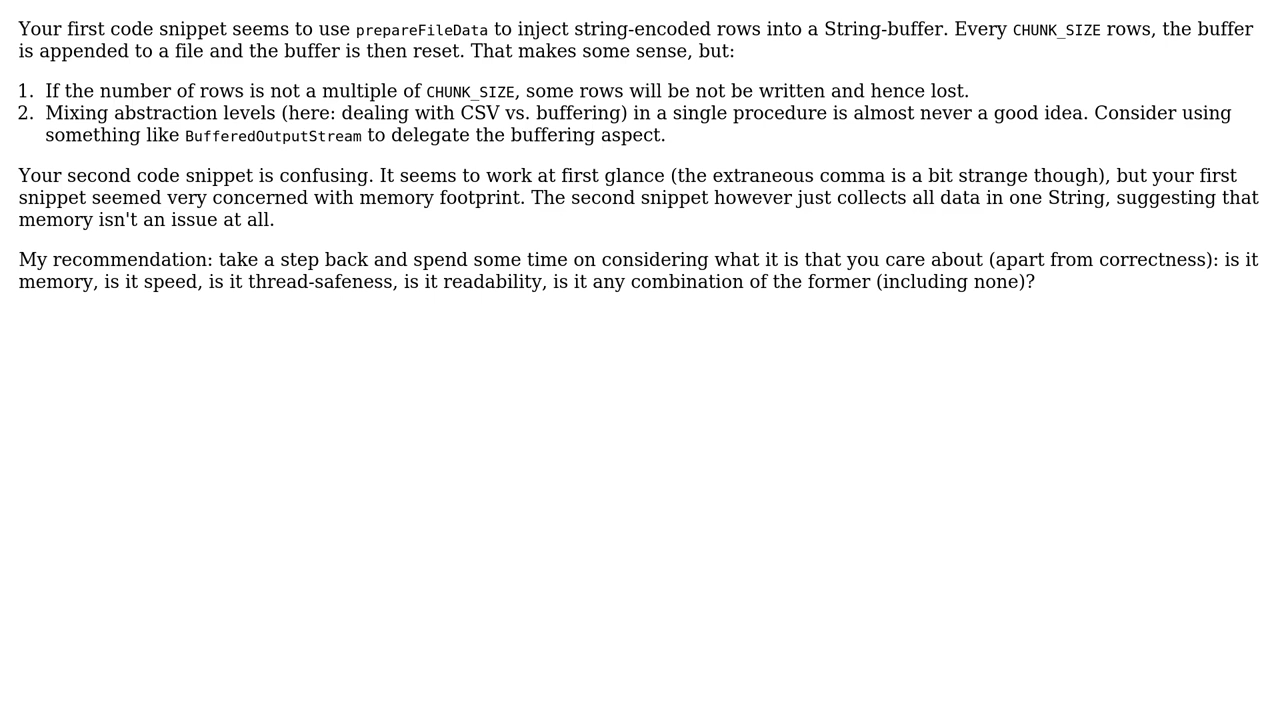 Your first code snippet seems to use prepareFileData to inject string-encoded rows into a String-buffer. Every CHUNK_SIZE rows, the buffer
is appended to a file and the buffer is then reset. That makes some sense, but:
1. If the number of rows is not a multiple of CHUNK_SIZE, some rows will be not be written and hence lost.
2. Mixing abstraction levels (here: dealing with CSV vs. buffering) in a single procedure is almost never a good idea. Consider using
something like BufferedOutputStream to delegate the buffering aspect.
Your second code snippet is confusing. It seems to work at first glance (the extraneous comma is a bit strange though), but your first
snippet seemed very concerned with memory footprint. The second snippet however just collects all data in one String, suggesting that
memory isn't an issue at all.
My recommendation: take a step back and spend some time on considering what it is that you care about (apart from correctness): is it
memory, is it speed, is it thread-safeness, is it readability, is it any combination of the former (including none)?